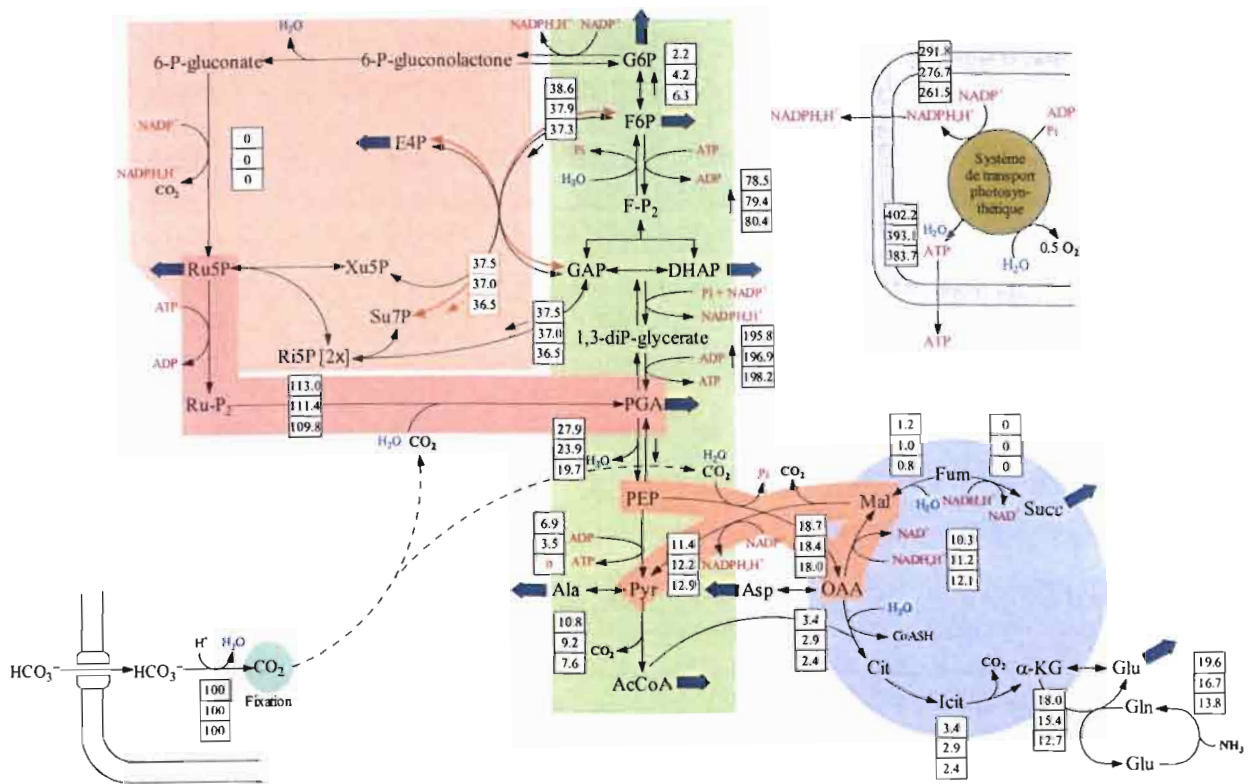 H₂O
NADPH,H⁺ NADP⁺
6-P-gluconate
6-P-gluconolactone
G6P
2.2
4.2
6.3
38.6
37.9
37.3
NADP⁺
NADPH,H⁺
CO₂
0
0
0
E4P
F6P
Pi
H₂O
ATP
ADP
F-P₂
78.5
79.4
80.4
Ru5P
Xu5P
GAP
DHAP
37.5
37.0
36.5
Su7P
Ri5P [2x]
37.5
37.0
36.5
Pi + NADP⁺
NADPH,H⁺
1,3-diP-glycerate
ATP
ADP
ADP
ATP
195.8
196.9
198.2
Ru-P₂
113.0
111.4
109.8
PGA
H₂O CO₂
27.9
23.9
19.7
H₂O
H₂O
CO₂
Pi
CO₂
PEP
6.9
3.5
0
ADP
ATP
11.4
12.2
12.9
NADP⁺
NADPH,H⁺
18.7
18.4
18.0
Ala
Pyr
Asp
OAA
10.8
9.2
7.6
CO₂
AcCoA
3.4
2.9
2.4
1.2
1.0
0.8
0
0
0
Fum
Mal
H₂O
NADH,H
NAD⁺
Succ
NAD⁺
NADPH,H⁺
10.3
11.2
12.1
H₂O
CoASH
Cit
CO₂
Icit
3.4
2.9
2.4
α-KG
Glu
18.0
15.4
12.7
19.6
16.7
13.8
Gln
Glu
NH₃
HCO₃⁻
HCO₃⁻
H⁺
H₂O
CO₂
Fixation
100
100
100
291.8
276.7
261.5
NADPH,H⁺
NADPH,H⁺
NADP⁺
ADP
Pi
Système
de transport
photosyn-
thétique
402.2
393.1
383.7
H₂O
ATP
H₂O
0.5 O₂
ATP